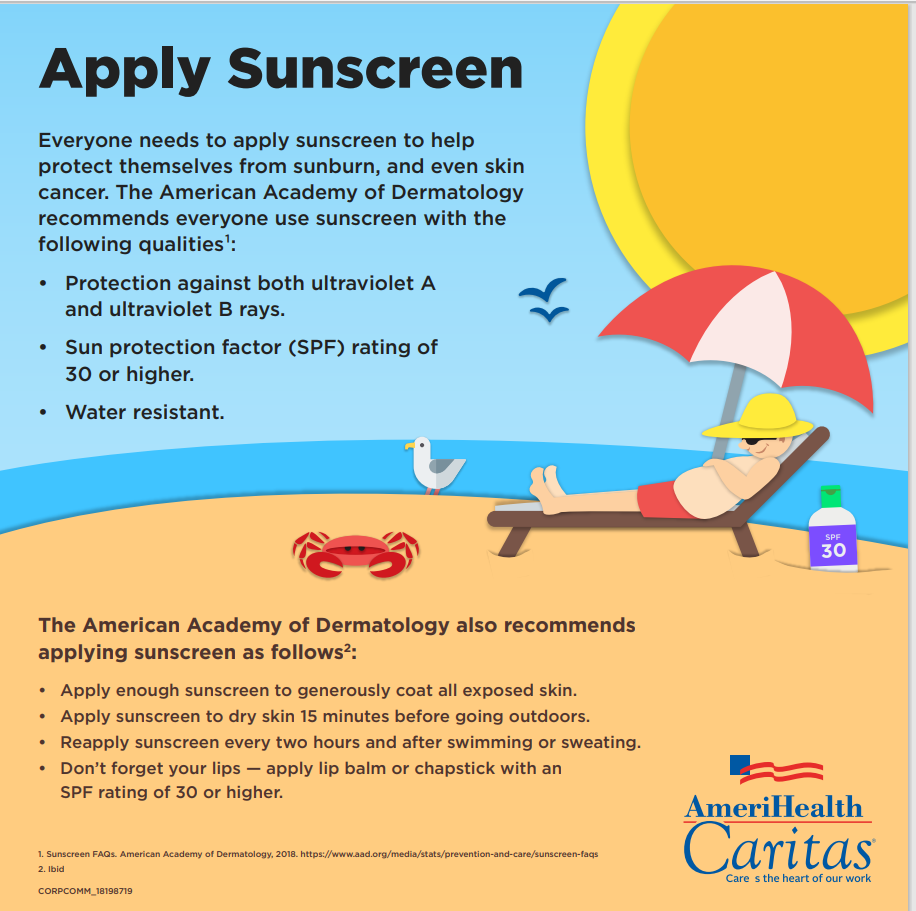 Apply Sunscreen
Everyone needs to apply sunscreen to help
protect themselves from sunburn, and even skin
cancer. The American Academy of Dermatology
recommends everyone use sunscreen with the
following qualities¹:
• Protection against both ultraviolet A
and ultraviolet B rays.
• Sun protection factor (SPF) rating of
30 or higher.
• Water resistant.
SPF
30
The American Academy of Dermatology also recommends
applying sunscreen as follows²:
• Apply enough sunscreen to generously coat all exposed skin.
• Apply sunscreen to dry skin 15 minutes before going outdoors.
• Reapply sunscreen every two hours and after swimming or sweating.
• Don’t forget your lips — apply lip balm or chapstick with an
SPF rating of 30 or higher.
AmeriHealth
Caritas®
Care s the heart of our work
1. Sunscreen FAQs. American Academy of Dermatology, 2018. https://www.aad.org/media/stats/prevention-and-care/sunscreen-faqs
2. Ibid
CORPCOMM_18198719